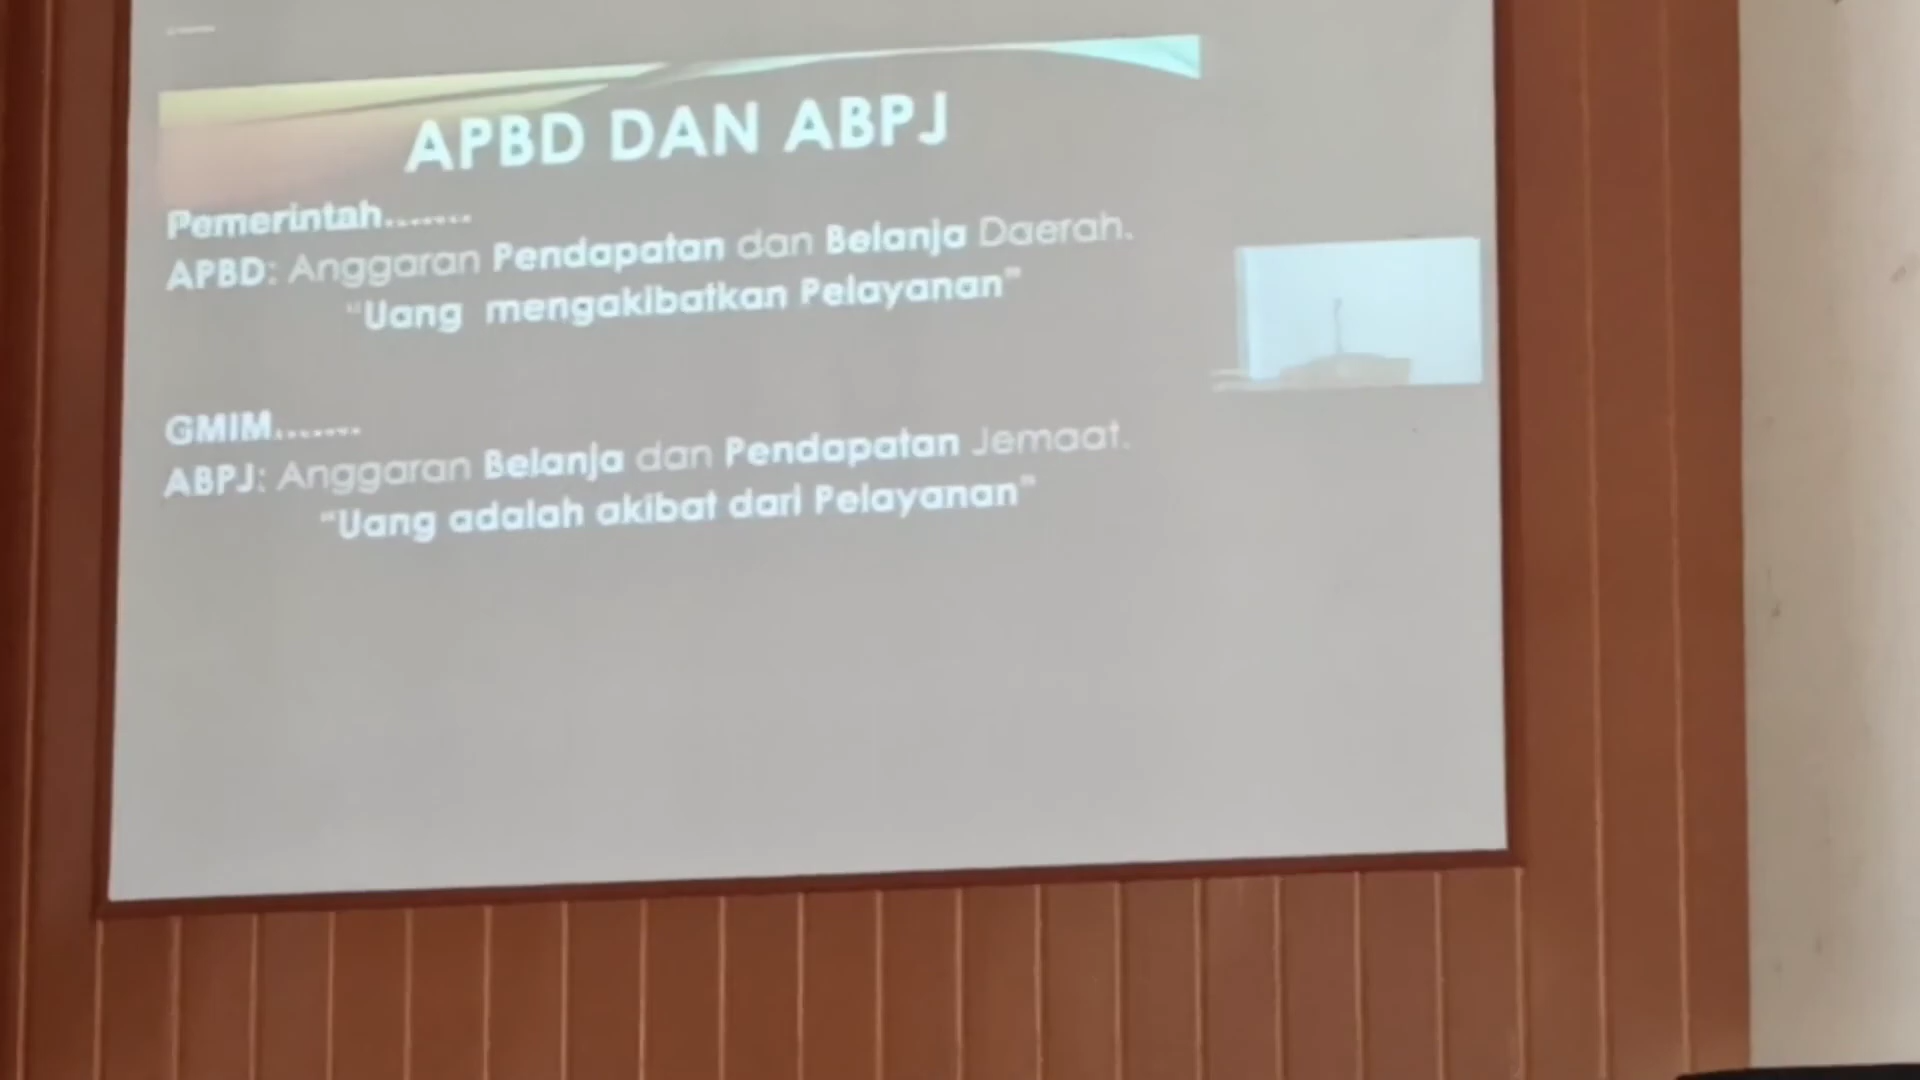 APBD DAN ABPJ
Pemerintah........
APBD: Anggaran Pendapatan dan Belanja Daerah.
“Uang mengakibatkan Pelayanan”
GMIM........
ABPJ: Anggaran Belanja dan Pendapatan Jemaat.
“Uang adalah akibat dari Pelayanan”